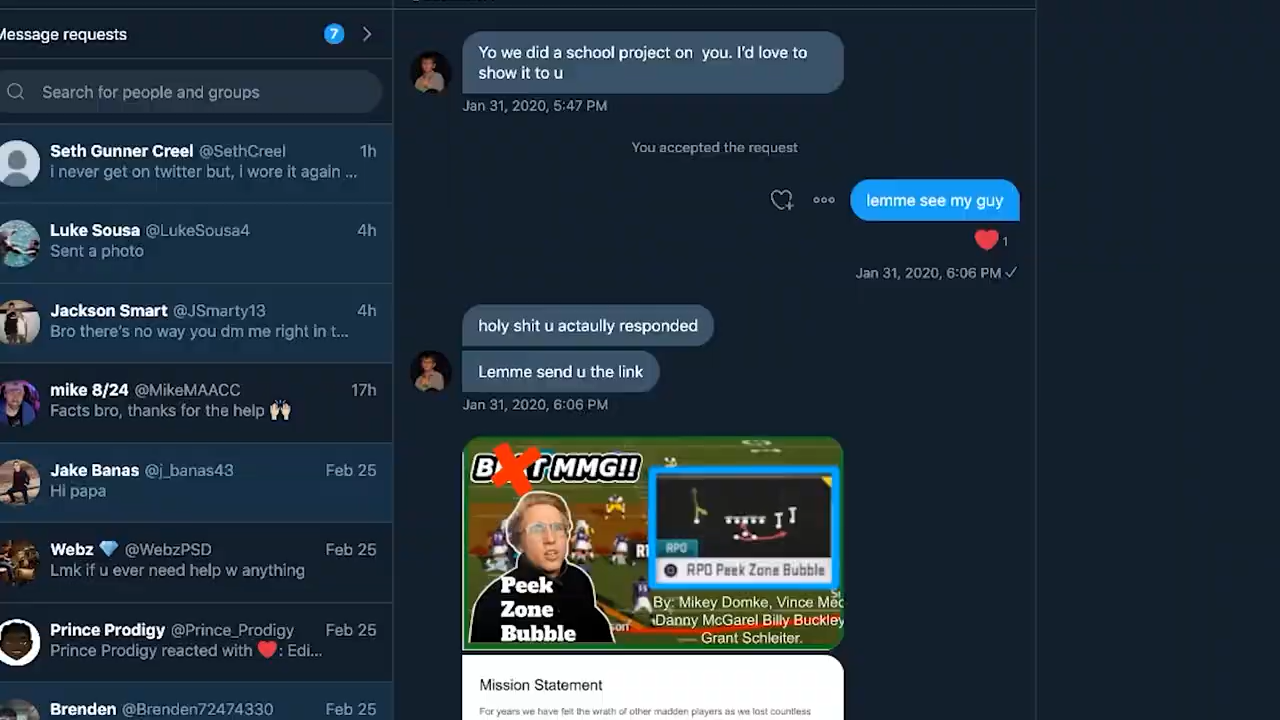 Message requests
7
Search for people and groups
Seth Gunner Creel @SethCreel 1h
i never get on twitter but, i wore it again ...
Luke Sousa @LukeSousa4 4h
Sent a photo
Jackson Smart @JSmarty13 4h
Bro there's no way you dm me right in t...
mike 8/24 @MikeMAACC 17h
Facts bro, thanks for the help 🙌🏻
Jake Banas @j_banas43 Feb 25
Hi papa
Webz 💎 @WebzPSD Feb 25
Lmk if u ever need help w anything
Prince Prodigy @Prince_Prodigy Feb 25
Prince Prodigy reacted with ❤️: Edi...
Brenden @Brenden72474330 Feb 25
Yo we did a school project on you. I'd love to
show it to u
Jan 31, 2020, 5:47 PM
You accepted the request
lemme see my guy
❤️ 1
Jan 31, 2020, 6:06 PM ✓
holy shit u actaully responded
Lemme send u the link
Jan 31, 2020, 6:06 PM
MMG!!
Peek
Zone
Bubble
RPO
RPO Peek Zone Bubble
By: Mikey Domke, Vince Mec
Danny McGarel Billy Buckley
Grant Schleiter.
Mission Statement
For years we have felt the wrath of other madden players as we lost countless